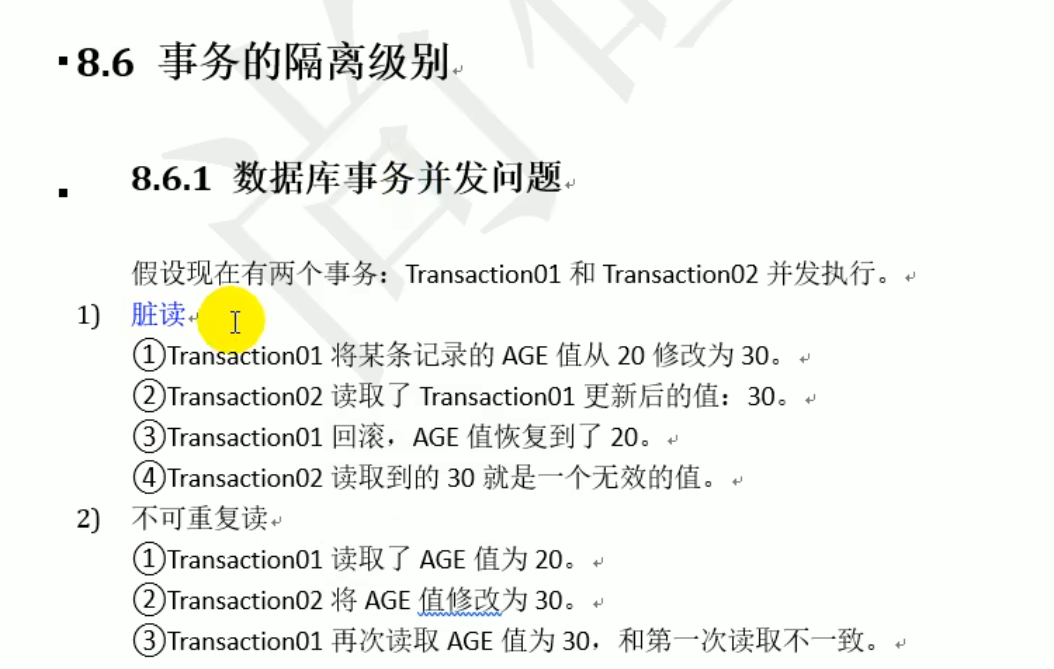 8.6 事务的隔离级别
8.6.1 数据库事务并发问题
假设现在有两个事务：Transaction01 和 Transaction02 并发执行。
1) 脏读
①Transaction01 将某条记录的 AGE 值从 20 修改为 30。
②Transaction02 读取了 Transaction01 更新后的值：30。
③Transaction01 回滚，AGE 值恢复到了 20。
④Transaction02 读取到的 30 就是一个无效的值。
2) 不可重复读
①Transaction01 读取了 AGE 值为 20。
②Transaction02 将 AGE 值修改为 30。
③Transaction01 再次读取 AGE 值为 30，和第一次读取不一致。